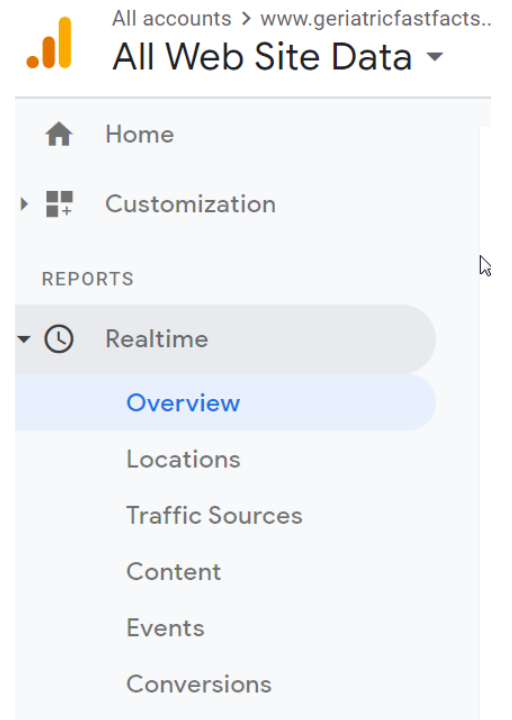 All accounts > www.geriatricfastfacts..
All Web Site Data
Home
Customization
REPORTS
Realtime
Overview
Locations
Traffic Sources
Content
Events
Conversions